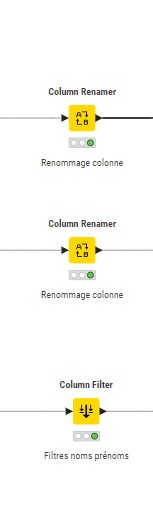 Column Renamer
A
B
Renommage colonne
Column Renamer
A
B
Renommage colonne
Column Filter
Filtres noms prénoms